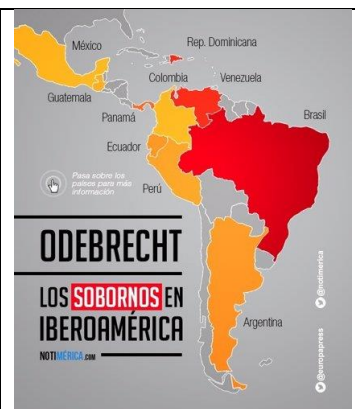 México
Rep. Dominicana
Colombia
Venezuela
Guatemala
Panamá
Brasil
Ecuador
Pasa sobre los
países para más
información
Perú
ODEBRECHT
LOS SOBORNOS EN
IBEROAMÉRICA
NOTIMÉRICA.COM
Argentina
@notimerica
@europapress